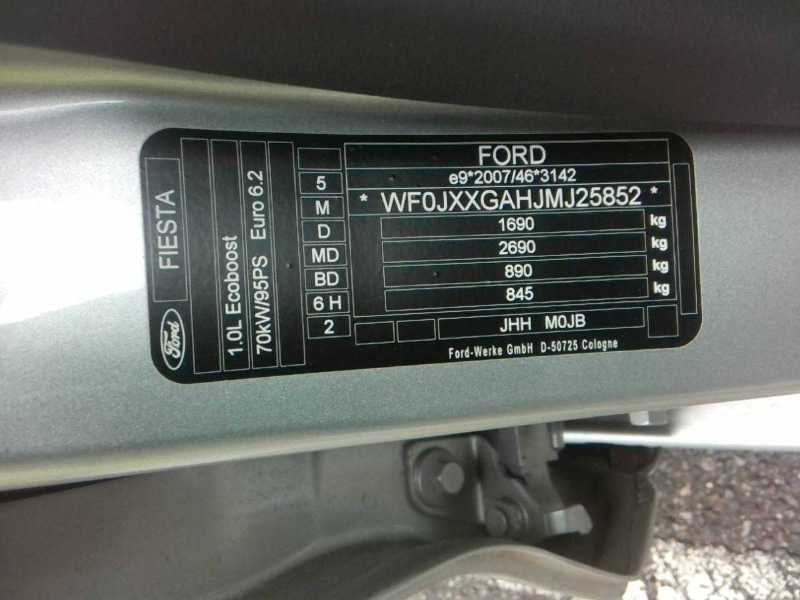 FIESTA
Ford
1.0L Ecoboost
70kW/95PS Euro 6.2
5
M
D
MD
BD
6 H
2
FORD
e9*2007/46*3142
* WF0JXXGAHJMJ25852 *
1690 kg
2690 kg
890 kg
845 kg
JHH M0JB
Ford-Werke GmbH D-50725 Cologne